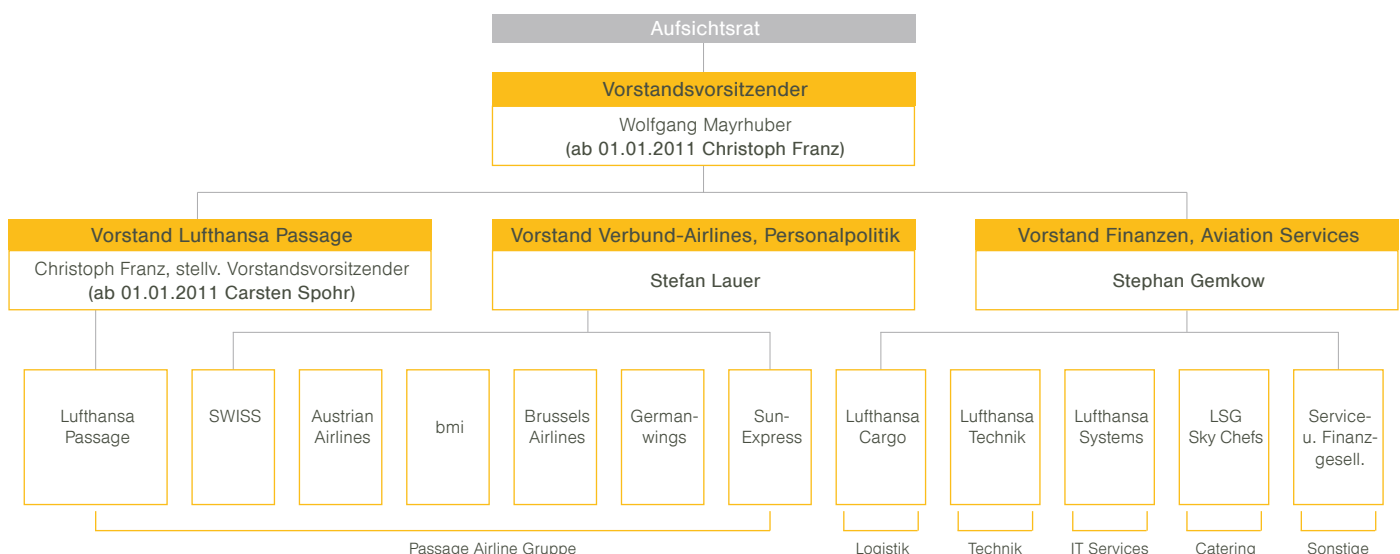 Aufsichtsrat
Vorstandsvorsitzender
Wolfgang Mayrhuber
(ab 01.01.2011 Christoph Franz)
Vorstand Lufthansa Passage
Christoph Franz, stellv. Vorstandsvorsitzender
(ab 01.01.2011 Carsten Spohr)
Vorstand Verbund-Airlines, Personalpolitik
Stefan Lauer
Vorstand Finanzen, Aviation Services
Stephan Gemkow
Lufthansa
Passage
SWISS
Austrian
Airlines
bmi
Brussels
Airlines
German-
wings
Sun-
Express
Lufthansa
Cargo
Lufthansa
Technik
Lufthansa
Systems
LSG
Sky Chefs
Service-
u. Finanz-
gesell.
Passage Airline Gruppe
Logistik
Technik
IT Services
Catering
Sonstige